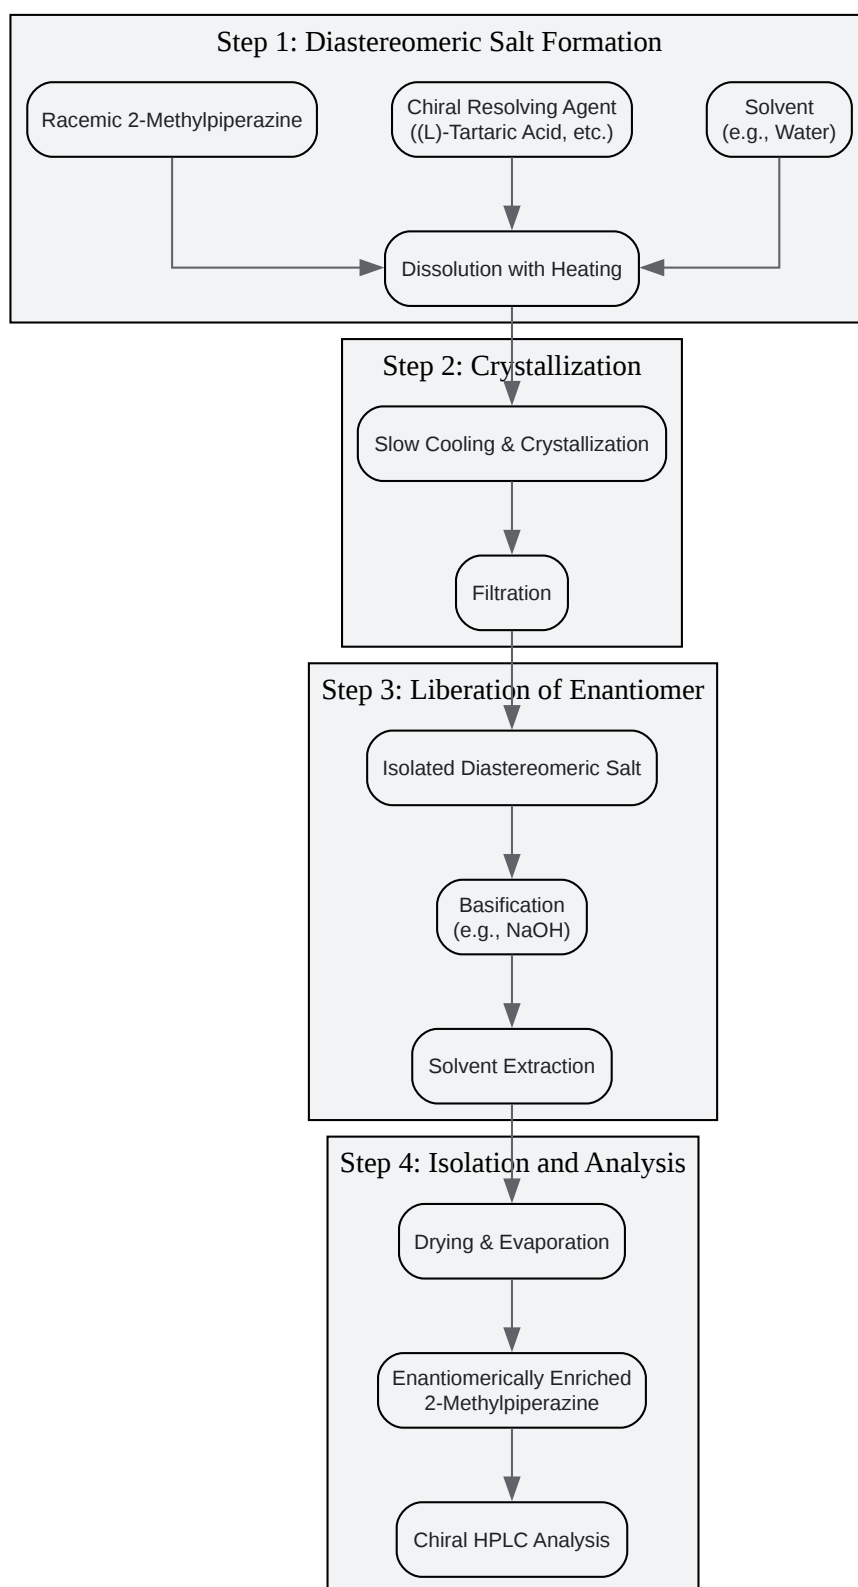 Step 1: Diastereomeric Salt Formation
Racemic 2-Methylpiperazine
Chiral Resolving Agent
((L)-Tartaric Acid, etc.)
Solvent
(e.g., Water)
Dissolution with Heating
Step 2: Crystallization
Slow Cooling & Crystallization
Filtration
Step 3: Liberation of Enantiomer
Isolated Diastereomeric Salt
Basification
(e.g., NaOH)
Solvent Extraction
Step 4: Isolation and Analysis
Drying & Evaporation
Enantiomerically Enriched
2-Methylpiperazine
Chiral HPLC Analysis